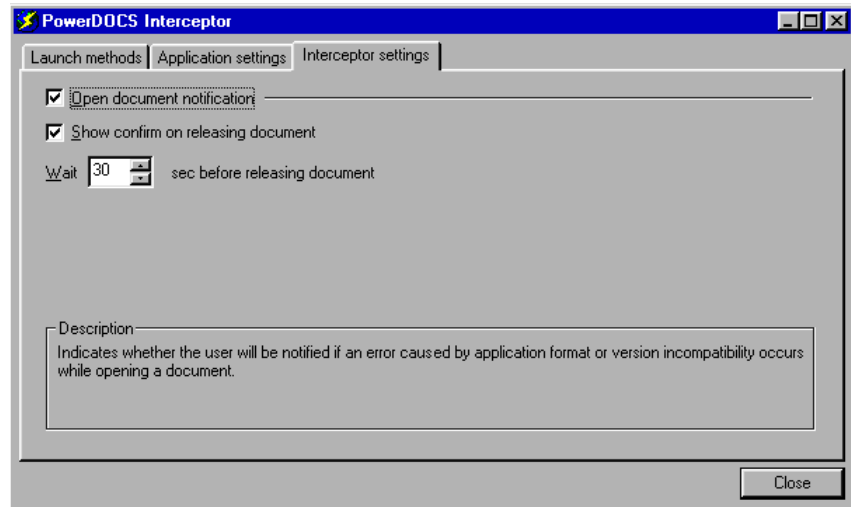 PowerDOCS Interceptor
Launch methods Application settings Interceptor settings
Open document notification
Show confirm on releasing document
Wait 30 sec before releasing document
Description
Indicates whether the user will be notified if an error caused by application format or version incompatibility occurs
while opening a document.
Close